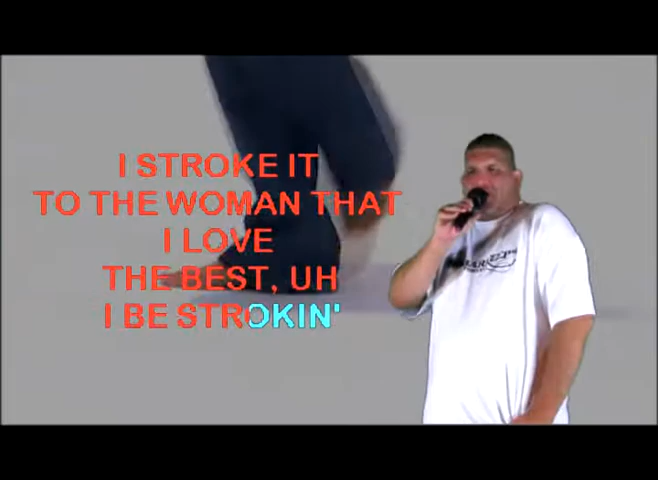 I STROKE IT
TO THE WOMAN THAT
I LOVE
THE BEST, UH
I BE STROKIN'